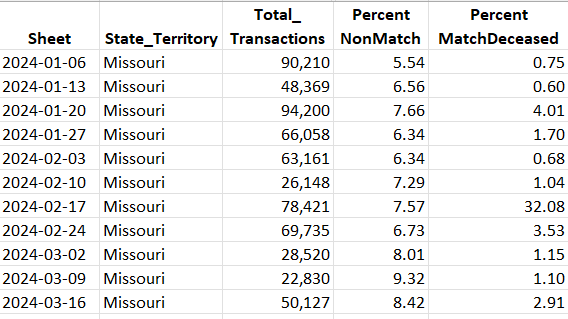 Sheet State_Territory Total_ Transactions Percent NonMatch Percent MatchDeceased
2024-01-06 Missouri 90,210 5.54 0.75
2024-01-13 Missouri 48,369 6.56 0.60
2024-01-20 Missouri 94,200 7.66 4.01
2024-01-27 Missouri 66,058 6.34 1.70
2024-02-03 Missouri 63,161 6.34 0.68
2024-02-10 Missouri 26,148 7.29 1.04
2024-02-17 Missouri 78,421 7.57 32.08
2024-02-24 Missouri 69,735 6.73 3.53
2024-03-02 Missouri 28,520 8.01 1.15
2024-03-09 Missouri 22,830 9.32 1.10
2024-03-16 Missouri 50,127 8.42 2.91